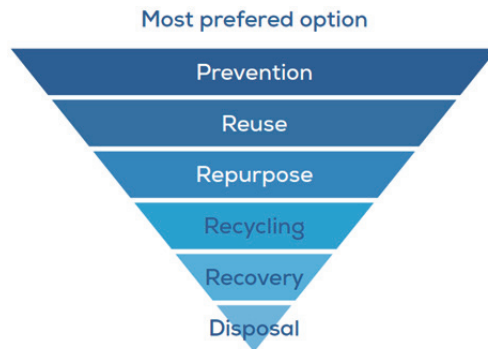 Most prefered option
Prevention
Reuse
Repurpose
Recycling
Recovery
Disposal